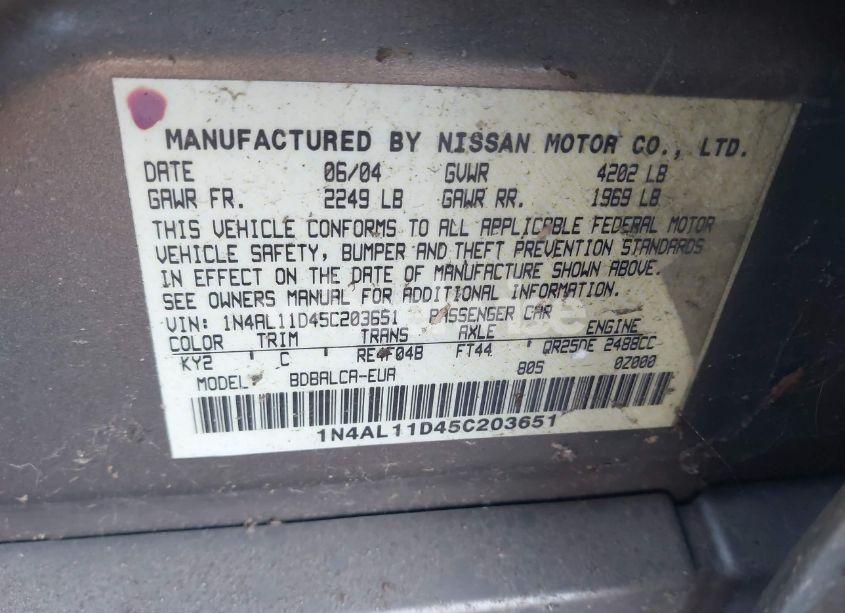 MANUFACTURED BY NISSAN MOTOR CO., LTD.
DATE 06/04 GVWR 4202 LB
GAWR FR. 2249 LB GAWR RR. 1969 LB
THIS VEHICLE CONFORMS TO ALL APPLICABLE FEDERAL MOTOR
VEHICLE SAFETY, BUMPER AND THEFT PREVENTION STANDARDS
IN EFFECT ON THE DATE OF MANUFACTURE SHOWN ABOVE.
SEE OWNERS MANUAL FOR ADDITIONAL INFORMATION.
VIN: 1N4AL11D45C203651 PASSENGER CAR
COLOR TRIM TRANS AXLE ENGINE
KY2 C RE4F04B FT44 QR25DE 2488CC
MODEL BDBALCA-EUA 805 0Z000
1N4AL11D45C203651